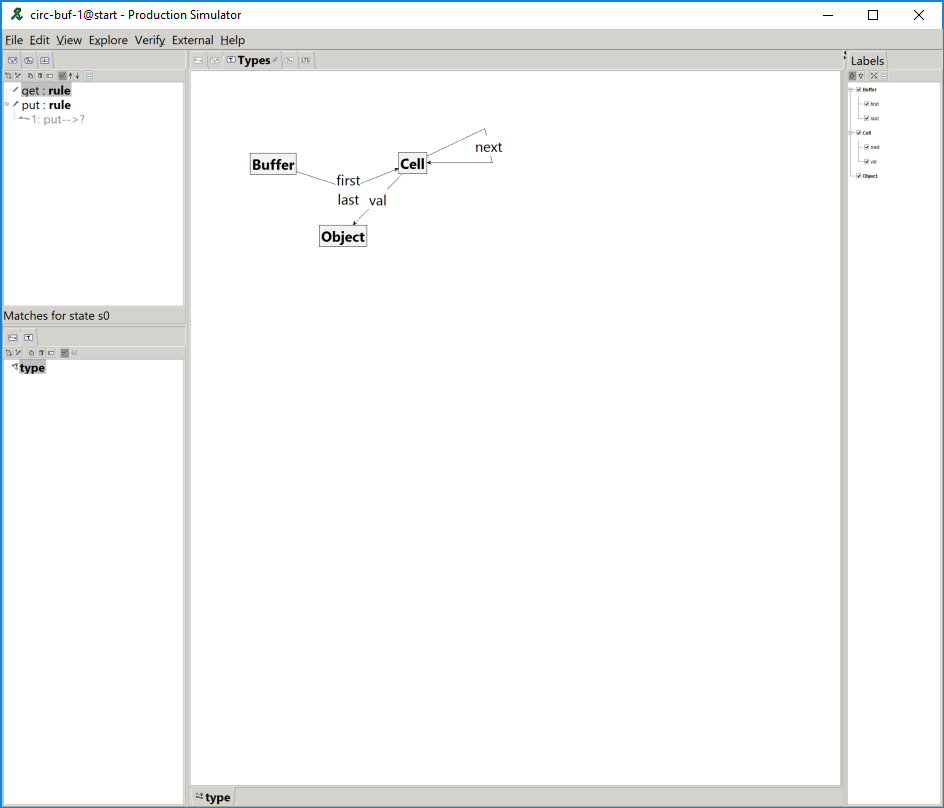 circ-buf-1@start - Production Simulator
File Edit View Explore Verify External Help
get : rule
put : rule
1: put-->?
Matches for state s0
type
Types
LTS
Buffer
first
last
Cell
next
val
Object
type
Labels
Buffer
first
last
Cell
next
val
Object